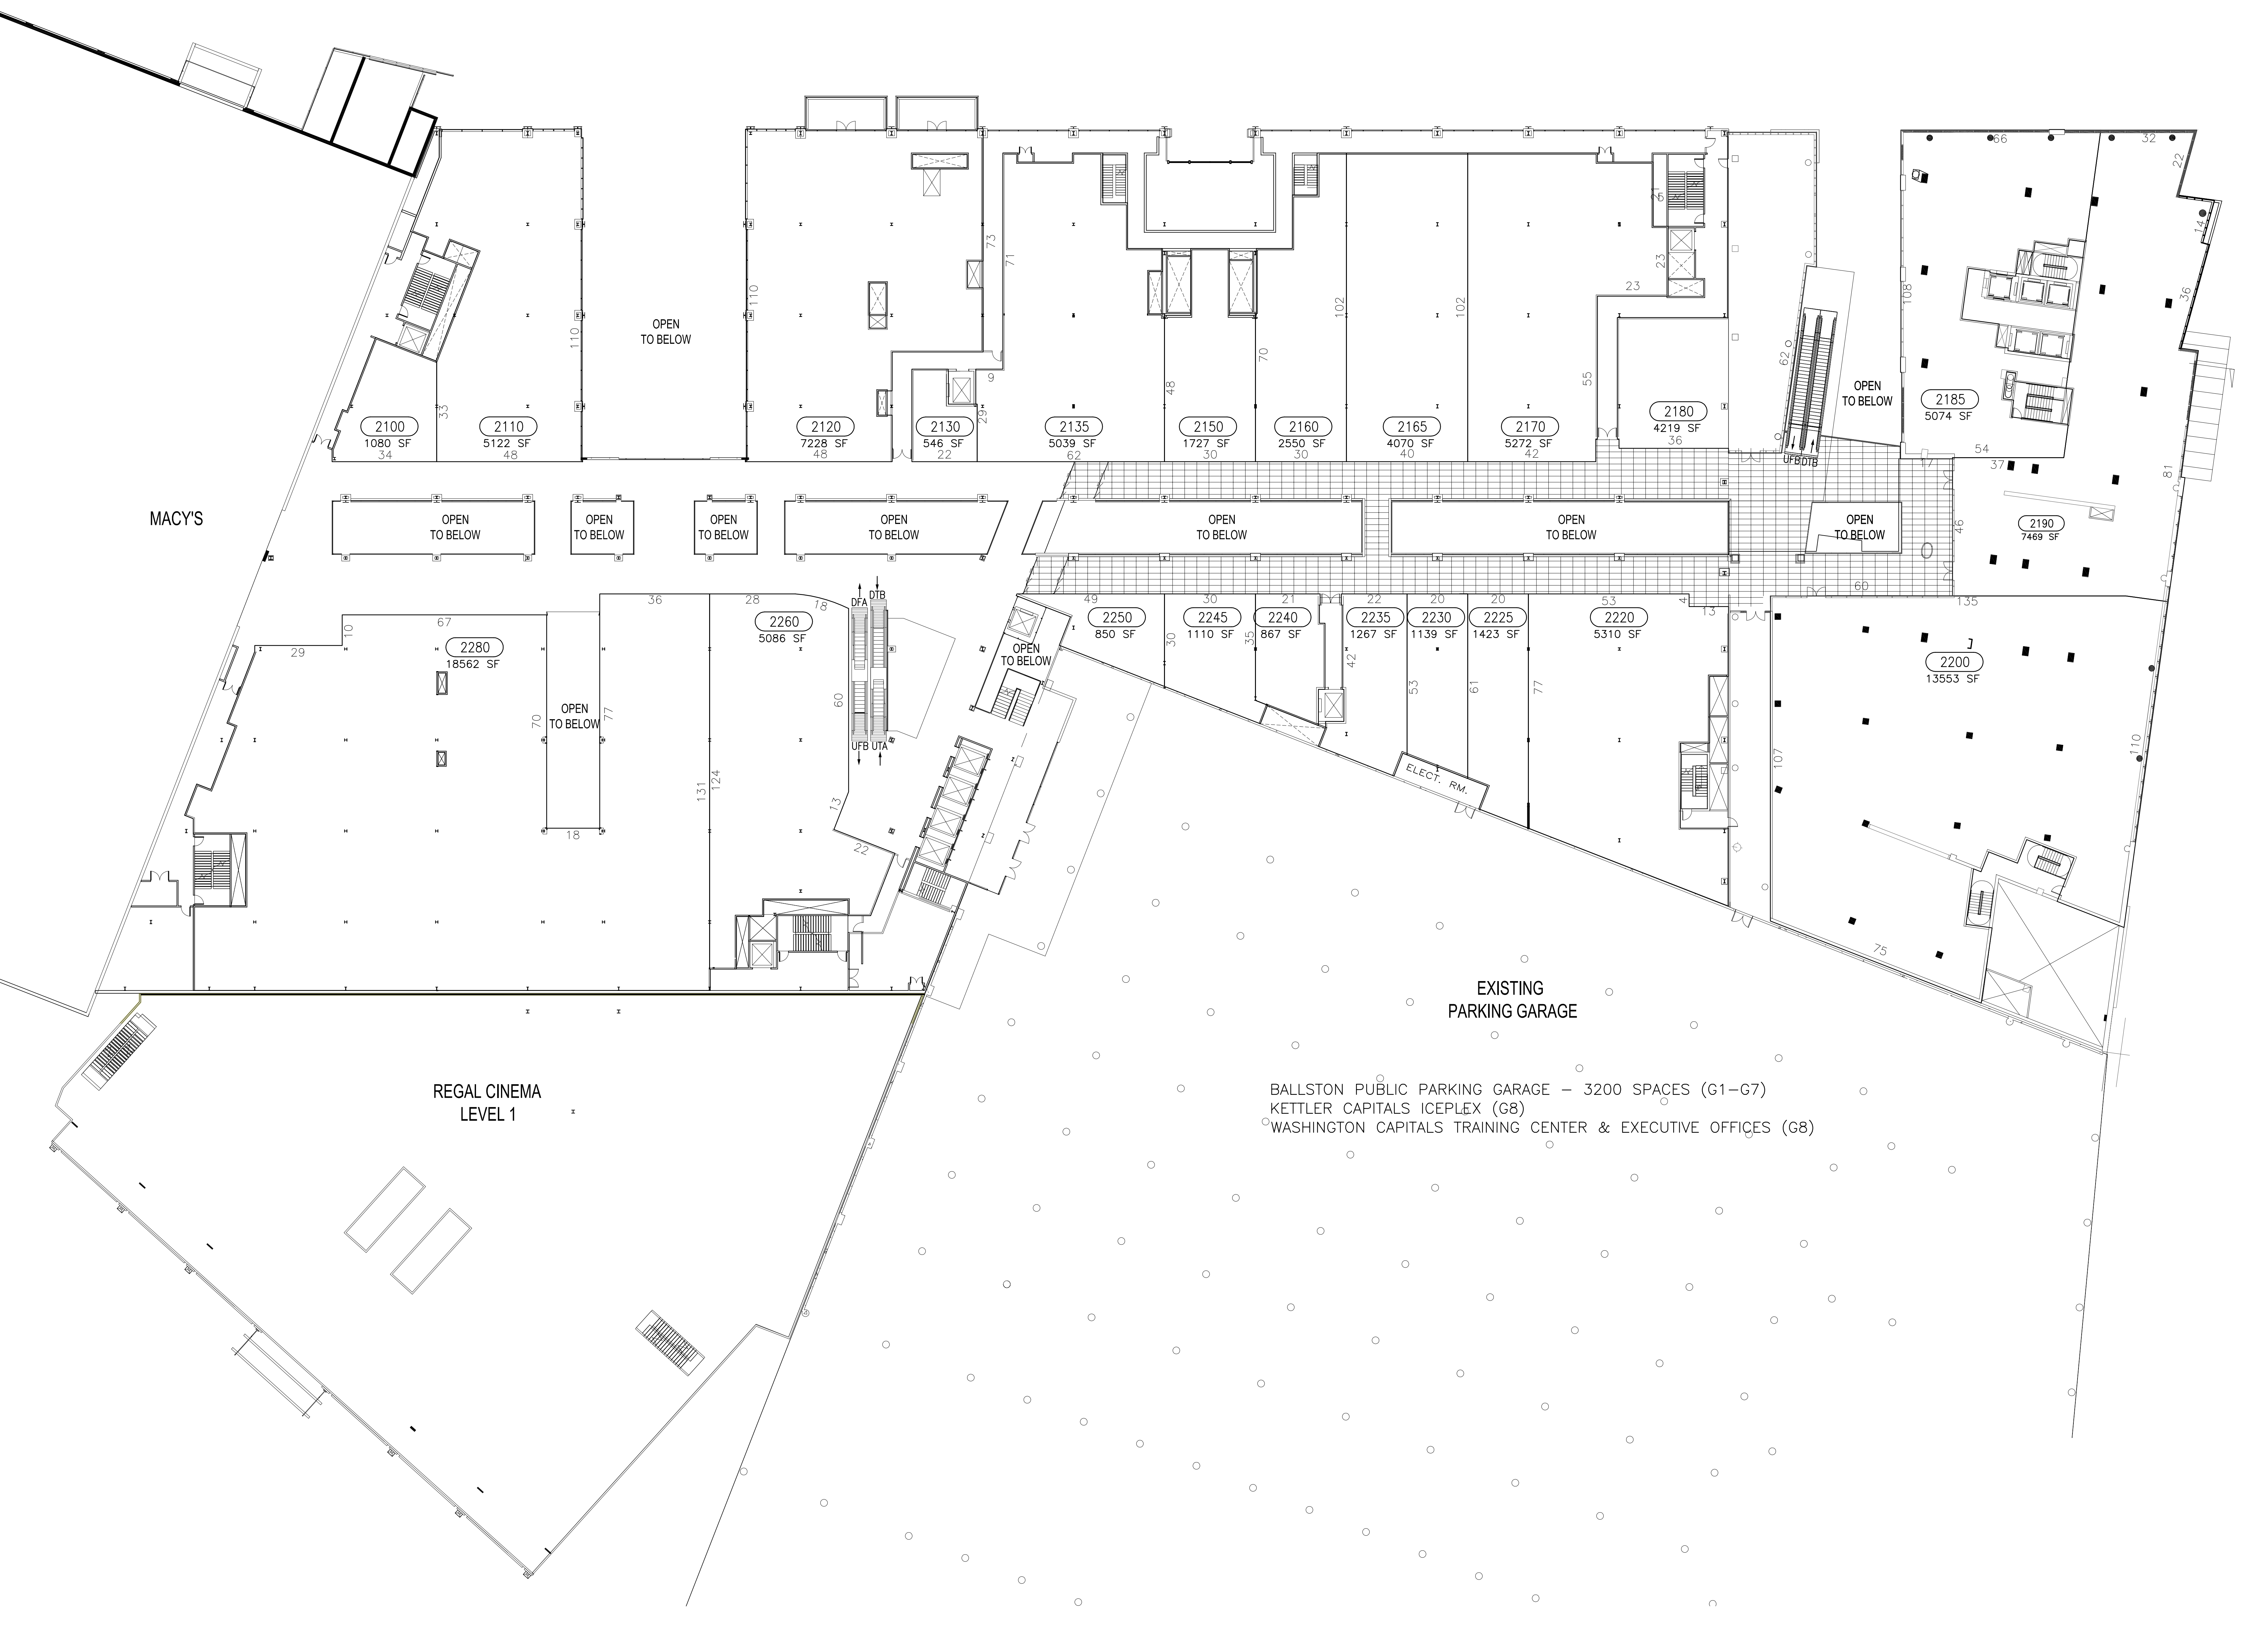 66
32
22
14
36
108
73
71
110
110
102
102
21
23
23
62
70
48
55
33
29
9
OPEN
TO BELOW
OPEN
TO BELOW
2100
1080 SF
34
2110
5122 SF
48
2120
7228 SF
48
2130
546 SF
22
2135
5039 SF
62
2150
1727 SF
30
2160
2550 SF
30
2165
4070 SF
40
2170
5272 SF
42
2180
4219 SF
36
UFB
DTB
2185
5074 SF
54
37
17
81
46
2190
7469 SF
MACY'S
OPEN
TO BELOW
OPEN
TO BELOW
OPEN
TO BELOW
OPEN
TO BELOW
OPEN
TO BELOW
OPEN
TO BELOW
OPEN
TO BELOW
60
135
29
10
67
2280
18562 SF
70
OPEN
TO BELOW
77
18
36
131
124
28
18
2260
5086 SF
60
13
22
DFA
DTB
UFB
UTA
OPEN
TO BELOW
49
2250
850 SF
30
30
2245
1110 SF
35
21
2240
867 SF
42
22
2235
1267 SF
53
20
2230
1139 SF
61
20
2225
1423 SF
77
53
2220
5310 SF
4
13
107
2200
13553 SF
110
75
ELECT. RM.
EXISTING
PARKING GARAGE
REGAL CINEMA
LEVEL 1
BALLSTON PUBLIC PARKING GARAGE – 3200 SPACES (G1–G7)
KETTLER CAPITALS ICEPLEX (G8)
WASHINGTON CAPITALS TRAINING CENTER & EXECUTIVE OFFICES (G8)